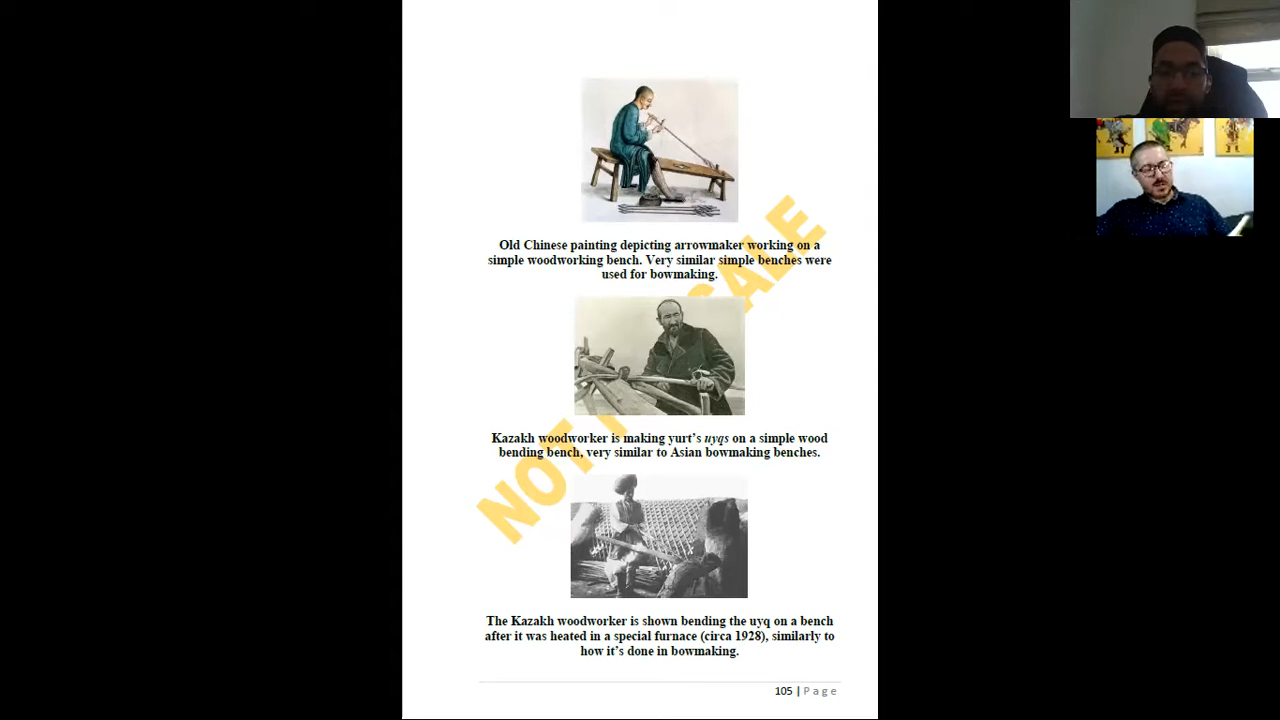 Old Chinese painting depicting arrowmaker working on a
simple woodworking bench. Very similar simple benches were
used for bowmaking.
Kazakh woodworker is making yurt's uyqs on a simple wood
bending bench, very similar to Asian bowmaking benches.
The Kazakh woodworker is shown bending the uyq on a bench
after it was heated in a special furnace (circa 1928), similarly to
how it's done in bowmaking.
105 | Page
NOT
SALE